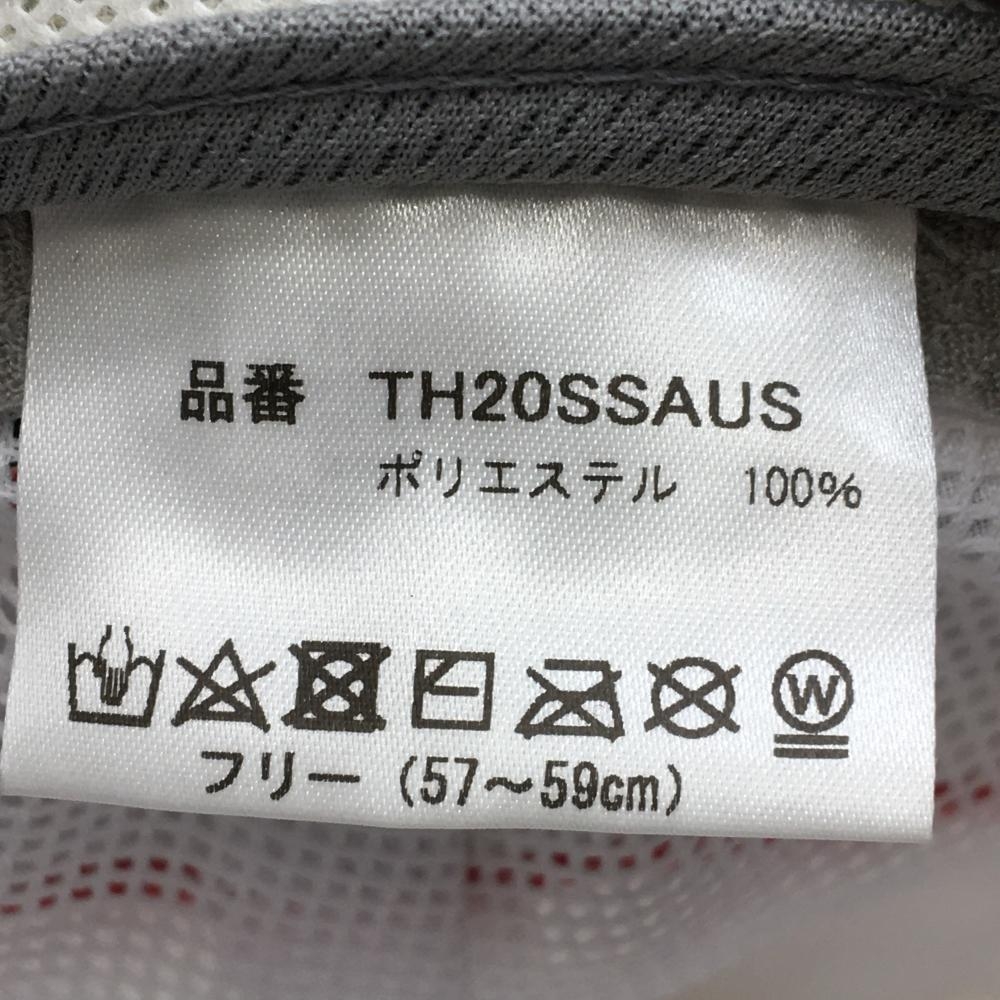 品番 TH20SSAUS
ポリエステル 100%
W
フリー (57～59cm)